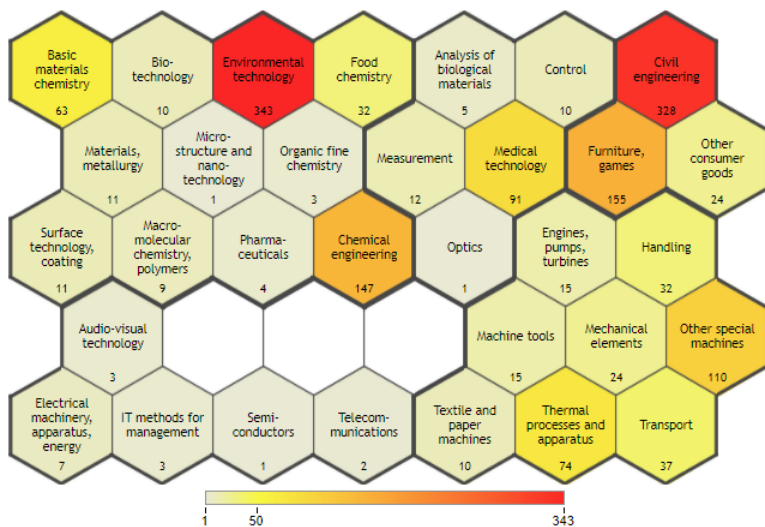 Basic
materials
chemistry
63
Bio-
technology
10
Environmental
technology
343
Food
chemistry
32
Analysis of
biological
materials
5
Control
10
Civil
engineering
328
Materials,
metallurgy
11
Micro-
structure and
nano-
technology
1
Organic fine
chemistry
3
Measurement
12
Medical
technology
91
Furniture,
games
155
Other
consumer
goods
24
Surface
technology,
coating
11
Macro-
molecular
chemistry,
polymers
9
Pharma-
ceuticals
4
Chemical
engineering
147
Optics
1
Engines,
pumps,
turbines
15
Handling
32
Audio-visual
technology
3
Machine tools
15
Mechanical
elements
24
Other special
machines
110
Electrical
machinery,
apparatus,
energy
7
IT methods for
management
3
Semi-
conductors
1
Telecom-
munications
2
Textile and
paper
machines
10
Thermal
processes and
apparatus
74
Transport
37
1 50 343